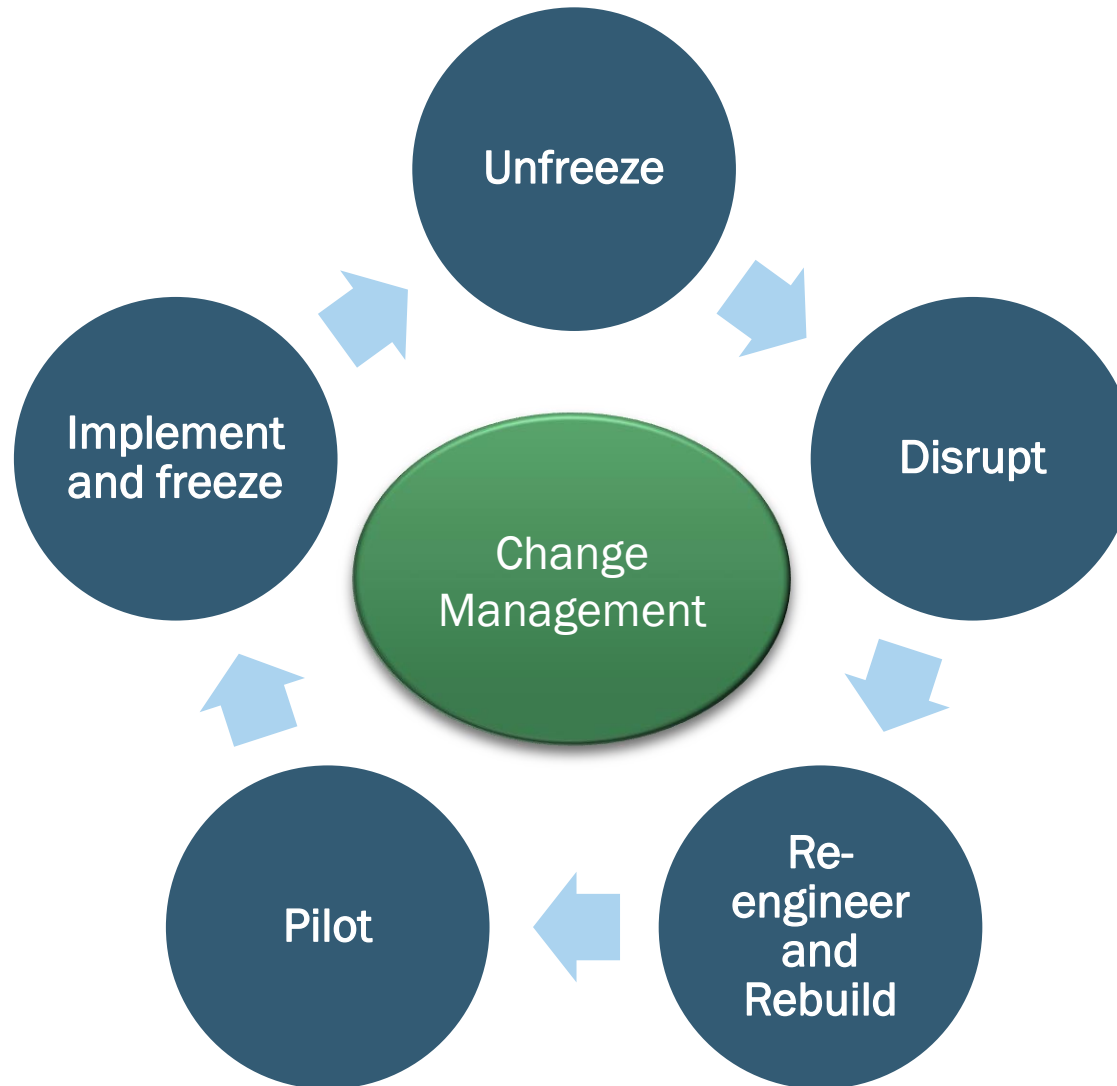 Unfreeze
Disrupt
Re-
engineer
and
Rebuild
Pilot
Implement
and freeze
Change
Management